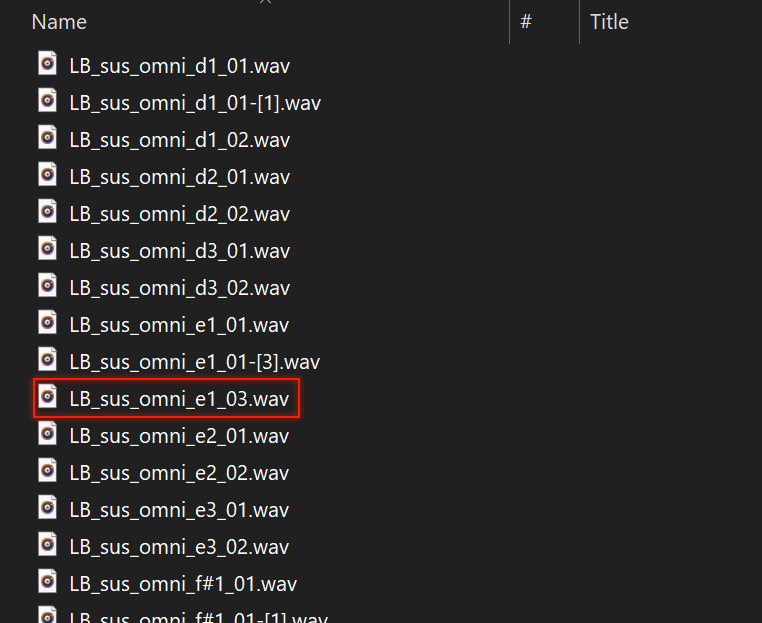 Name # Title
LB_sus_omni_d1_01.wav
LB_sus_omni_d1_01-[1].wav
LB_sus_omni_d1_02.wav
LB_sus_omni_d2_01.wav
LB_sus_omni_d2_02.wav
LB_sus_omni_d3_01.wav
LB_sus_omni_d3_02.wav
LB_sus_omni_e1_01.wav
LB_sus_omni_e1_01-[3].wav
LB_sus_omni_e1_03.wav
LB_sus_omni_e2_01.wav
LB_sus_omni_e2_02.wav
LB_sus_omni_e3_01.wav
LB_sus_omni_e3_02.wav
LB_sus_omni_f#1_01.wav
LB_sus_omni_f#1_01-[1].wav